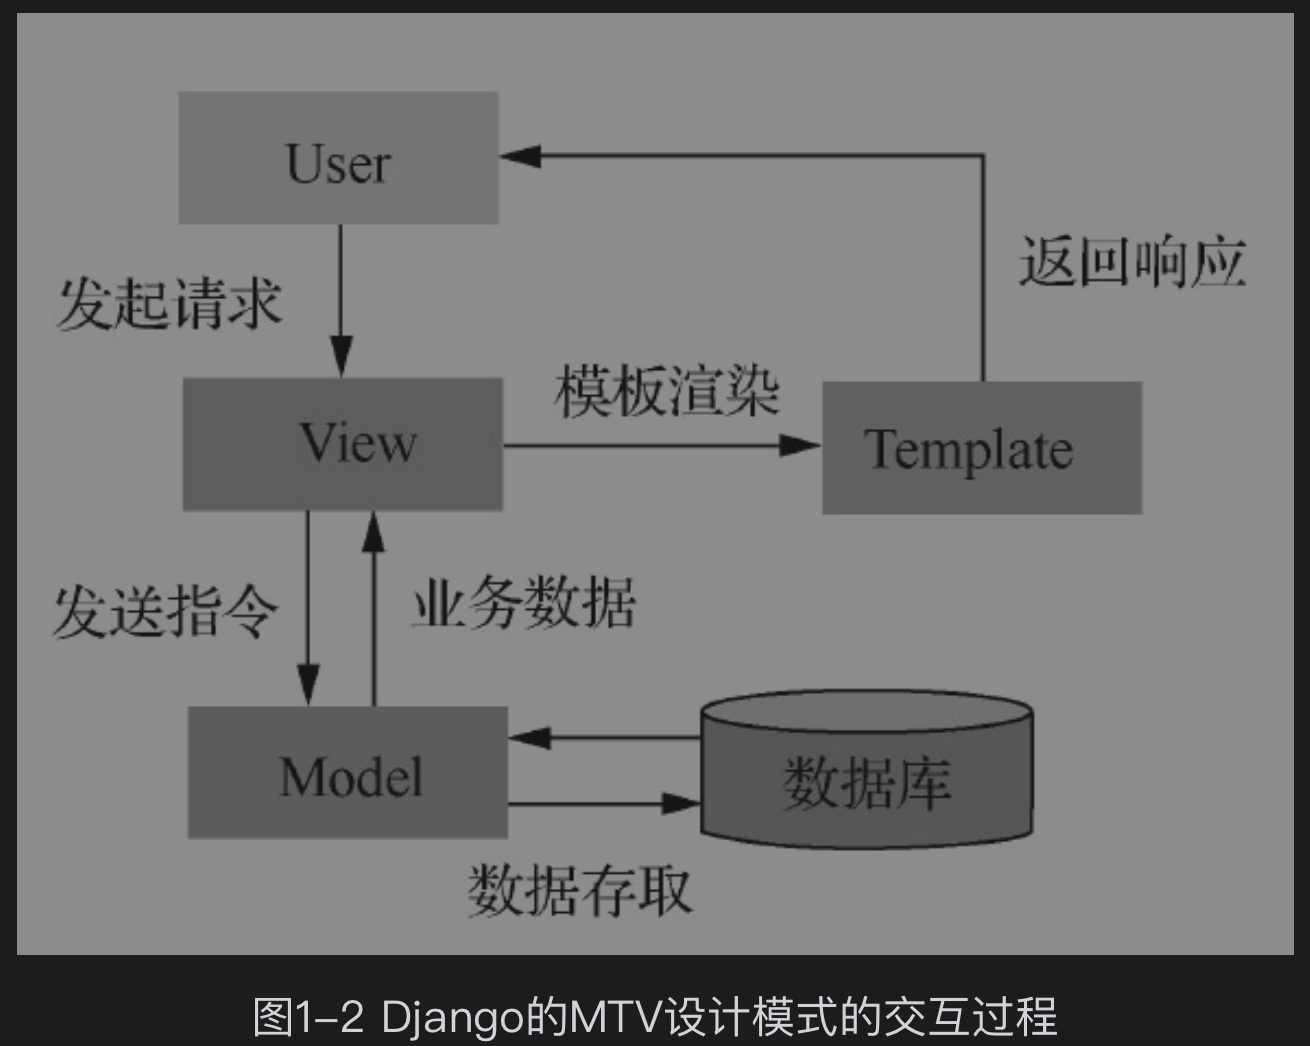 User
返回响应
发起请求
模板渲染
View
Template
发送指令
业务数据
Model
数据库
数据存取
图1-2 Django的MTV设计模式的交互过程